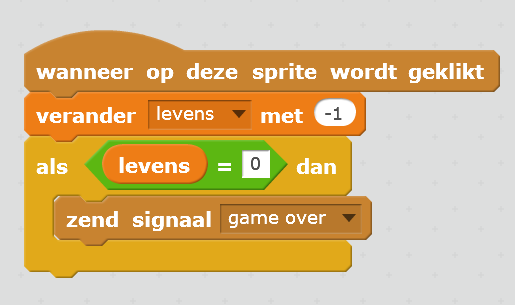 wanneer op deze sprite wordt geklikt
verander levens met -1
als levens = 0 dan
zend signaal game over